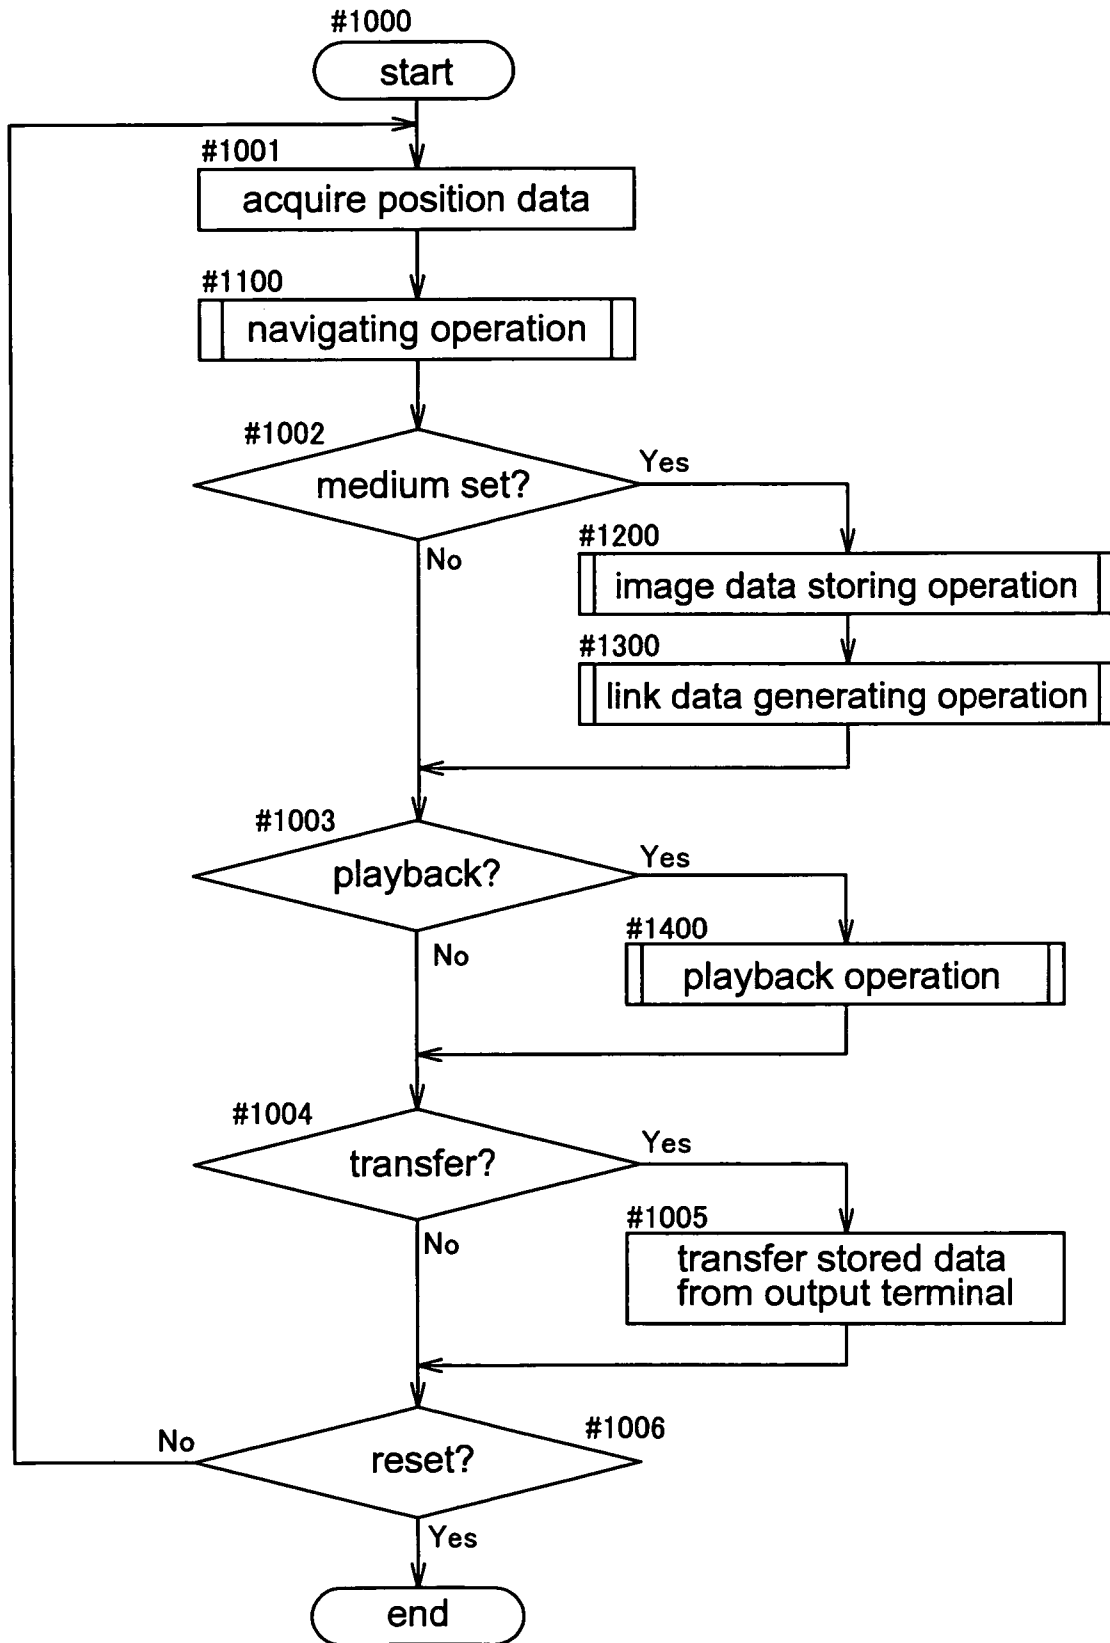 #1000
start
#1001
acquire position data
#1100
navigating operation
#1002
medium set?
Yes
No
#1200
image data storing operation
#1300
link data generating operation
#1003
playback?
Yes
No
#1400
playback operation
#1004
transfer?
Yes
No
#1005
transfer stored data
from output terminal
#1006
reset?
No
Yes
end